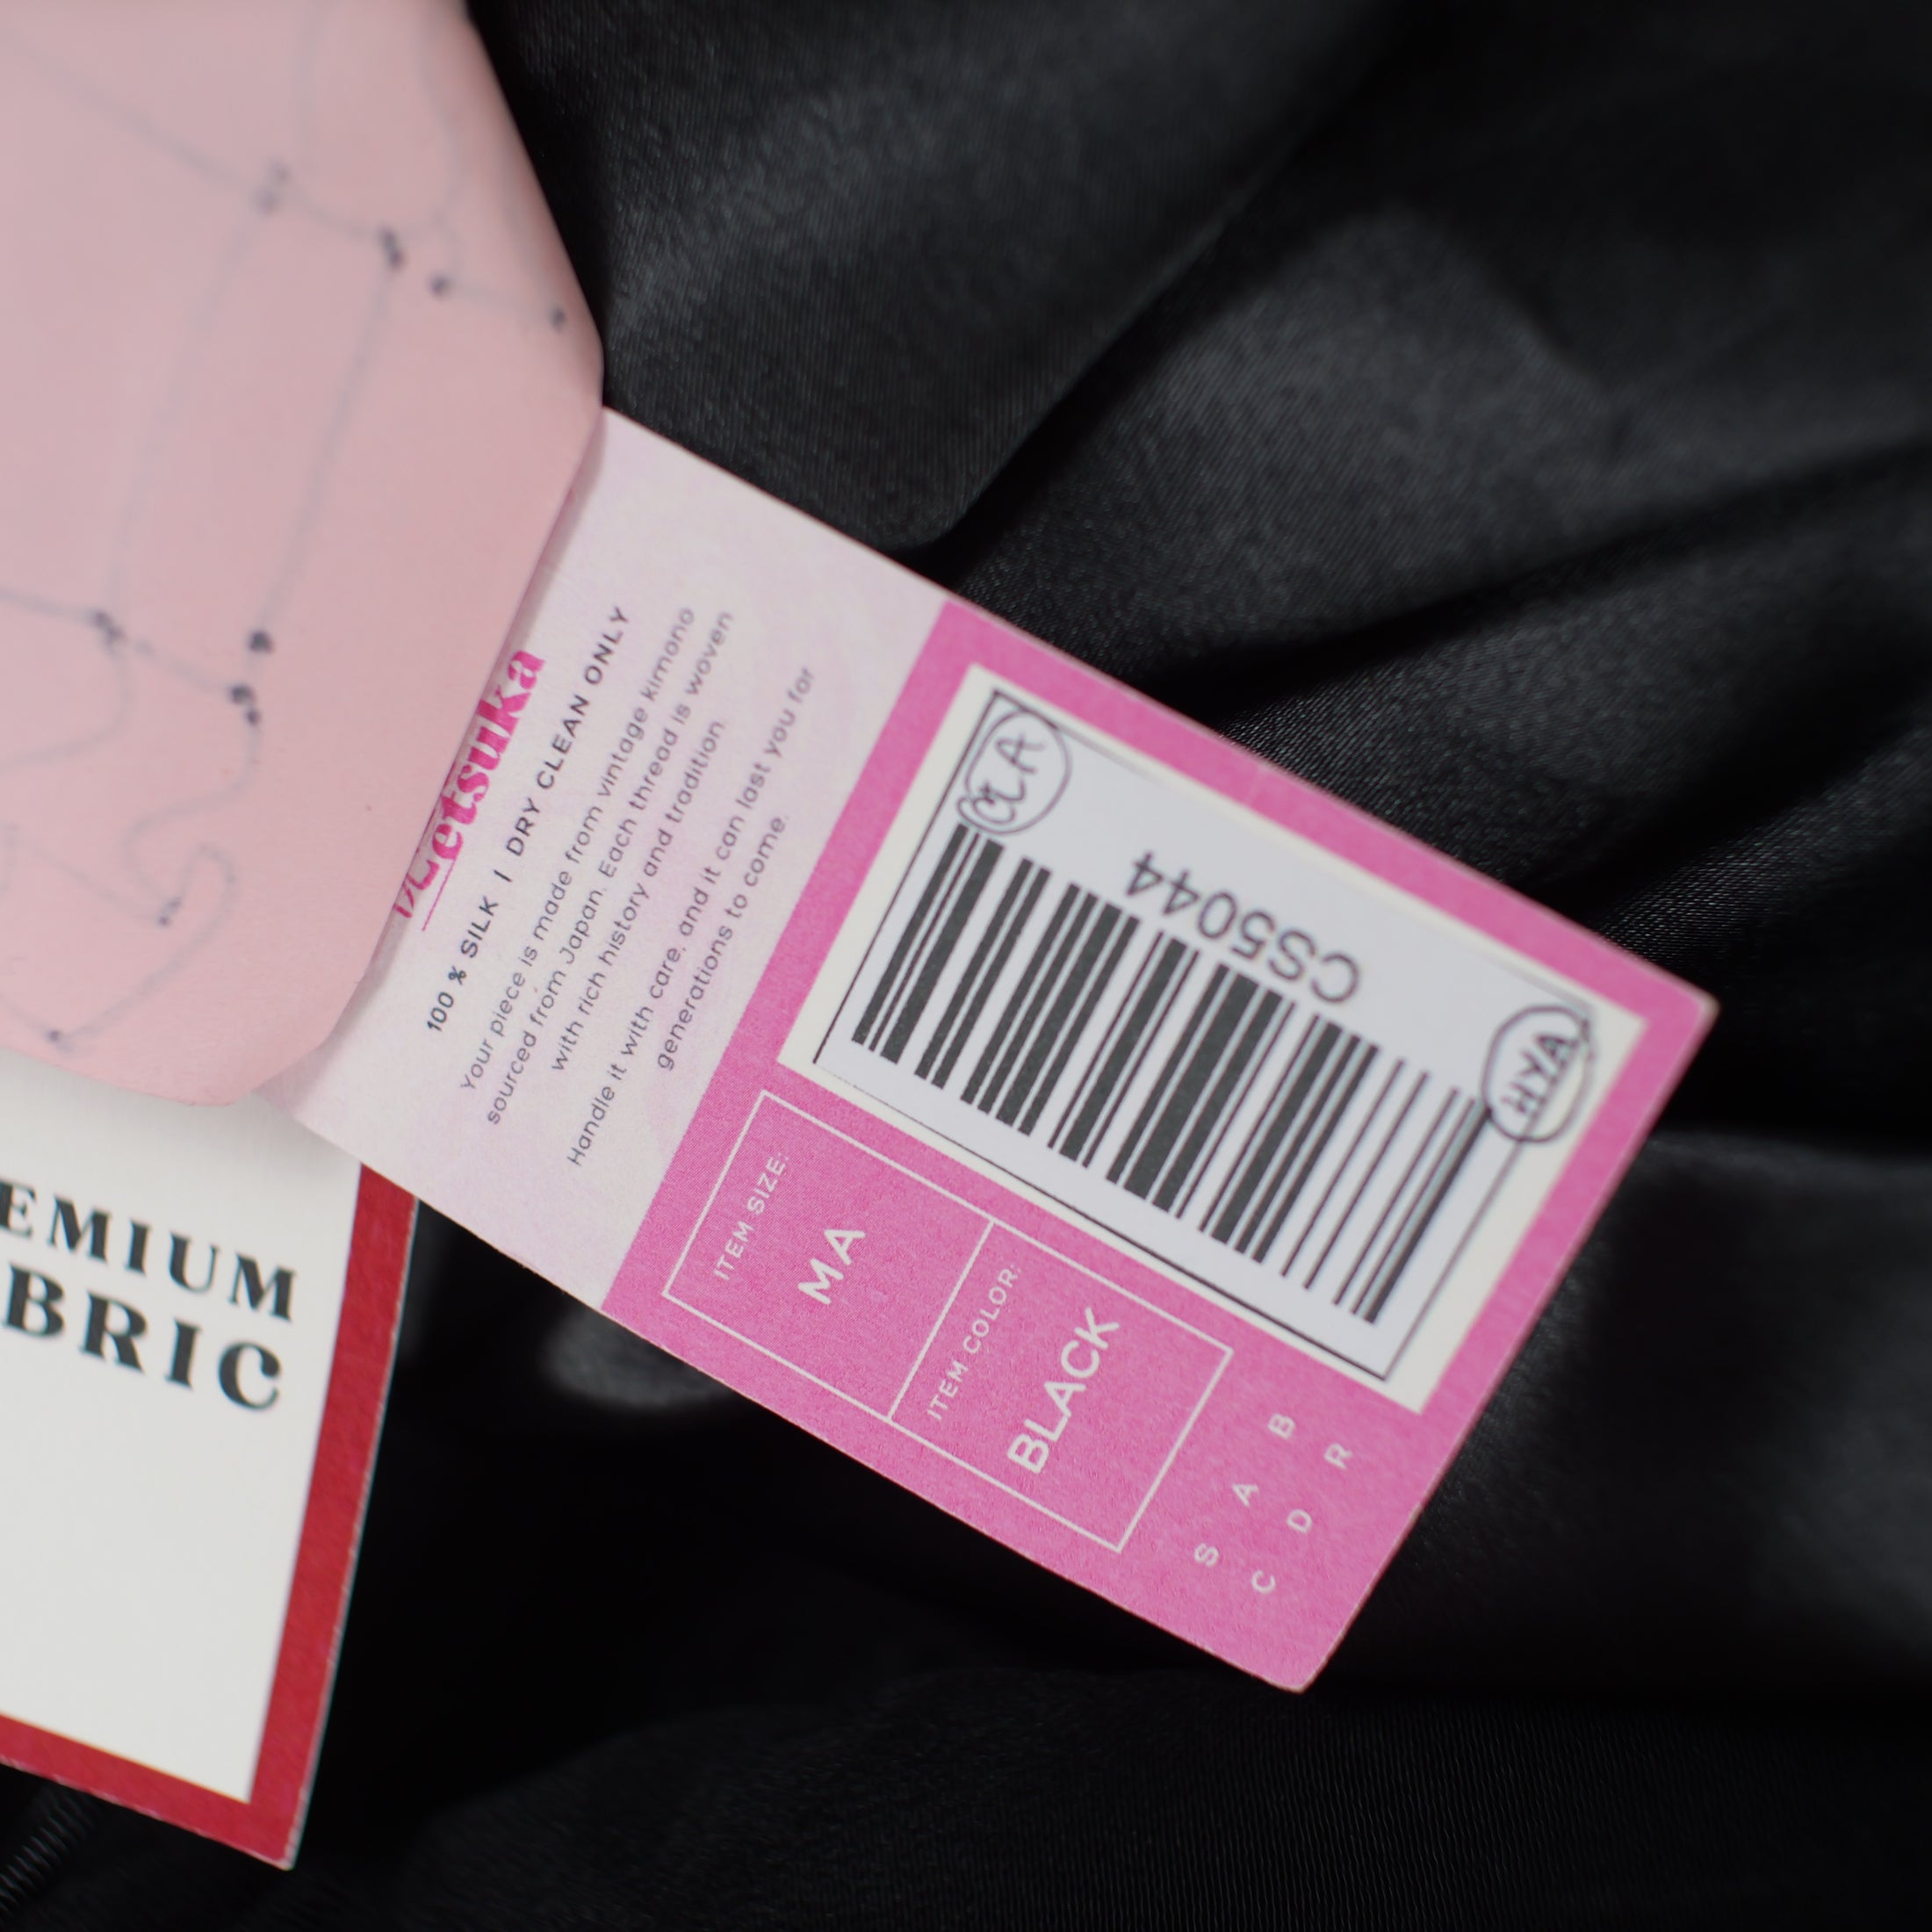 100 % SILK | DRY CLEAN ONLY
Your piece is made from vintage kimono
sourced from Japan. Each thread is woven
with rich history and tradition
Handle it with care, and it can last you for
generations to come.
ITEM SIZE:
MA
ITEM COLOR:
BLACK
S A B
C D R
CS5044
HYA
EMIUM
BRIC